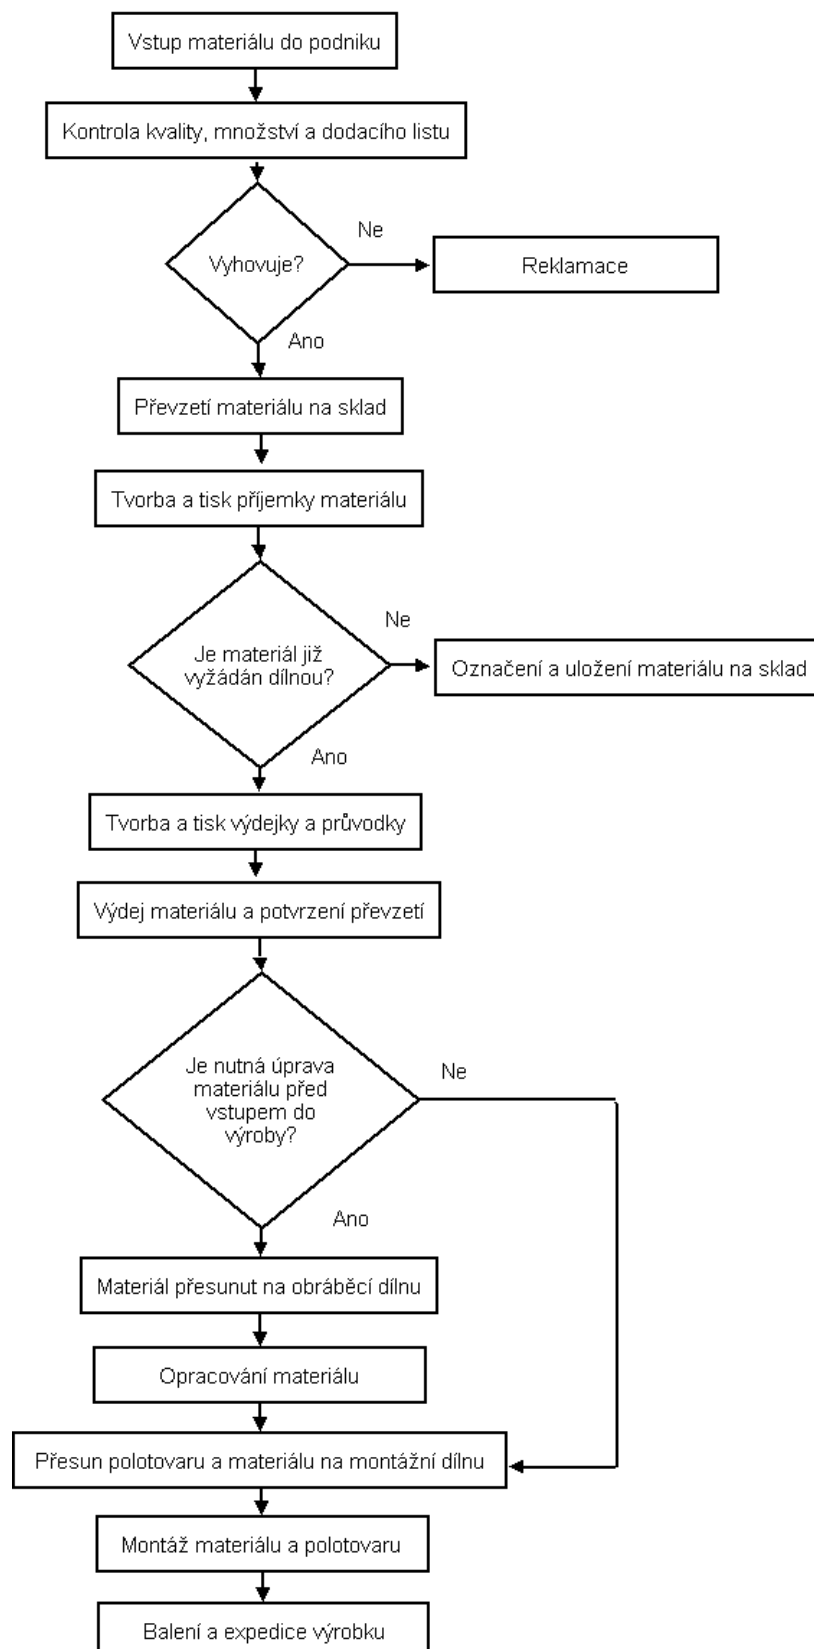 Vstup materiálu do podniku
Kontrola kvality, množství a dodacího listu
Ne
Vyhovuje?
Reklamace
Ano
Převzetí materiálu na sklad
Tvorba a tisk příjemky materiálu
Ne
Je materiál již
vyžádán dílnou?
Označení a uložení materiálu na sklad
Ano
Tvorba a tisk výdejky a průvodky
Výdej materiálu a potvrzení převzetí
Je nutná úprava
materiálu před
vstupem do
výroby?
Ne
Ano
Materiál přesunut na obráběcí dílnu
Opracování materiálu
Přesun polotovaru a materiálu na montážní dílnu
Montáž materiálu a polotovaru
Balení a expedice výrobku